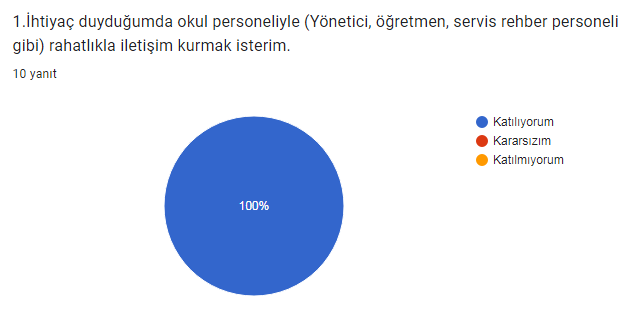 1.İhtiyaç duyduğumda okul personeliyle (Yönetici, öğretmen, servis rehber personeli
gibi) rahatlıkla iletişim kurmak isterim.
10 yanıt
Katılıyorum
Kararsızım
Katılmıyorum
100%